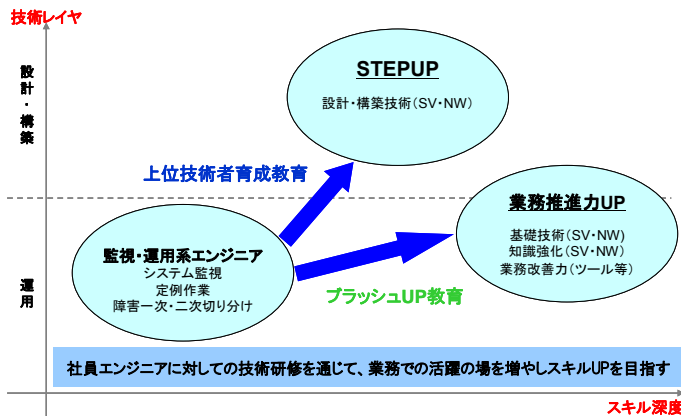 技術レイヤ
設計・構築
STEPUP
設計・構築技術(SV・NW)
上位技術者育成教育
業務推進力UP
基礎技術(SV・NW)
知識強化(SV・NW)
業務改善力(ツール等)
監視・運用系エンジニア
システム監視
定例作業
障害一次・二次切り分け
ブラッシュUP教育
運用
社員エンジニアに対しての技術研修を通じて、業務での活躍の場を増やしスキルUPを目指す
スキル深度